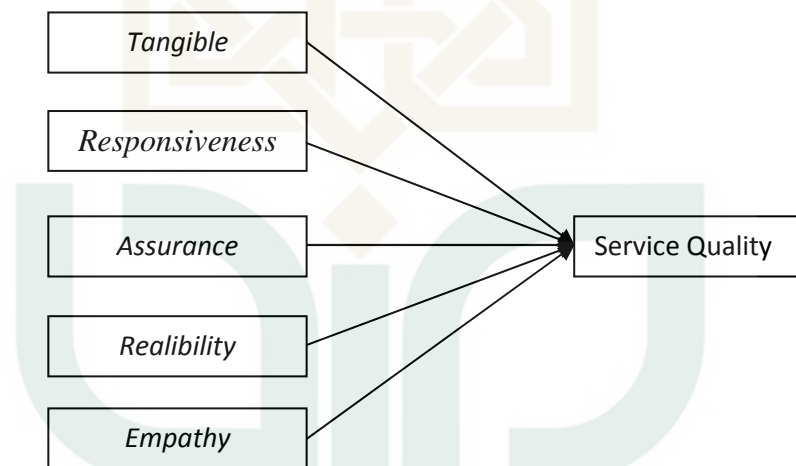 Tangible
Responsiveness
Assurance
Service Quality
Realibility
Empathy